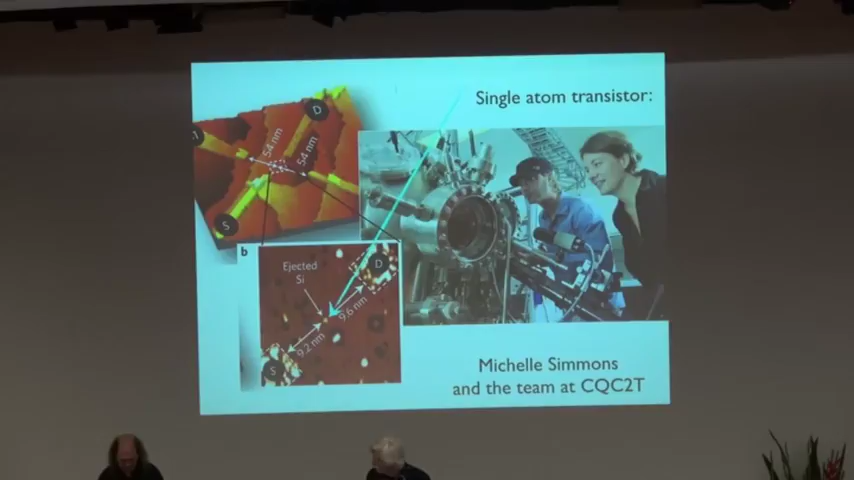 Single atom transistor:
D
54 nm
54 nm
S
b
Ejected
Si
D
9.6 nm
9.2 nm
S
Michelle Simmons
and the team at CQC2T